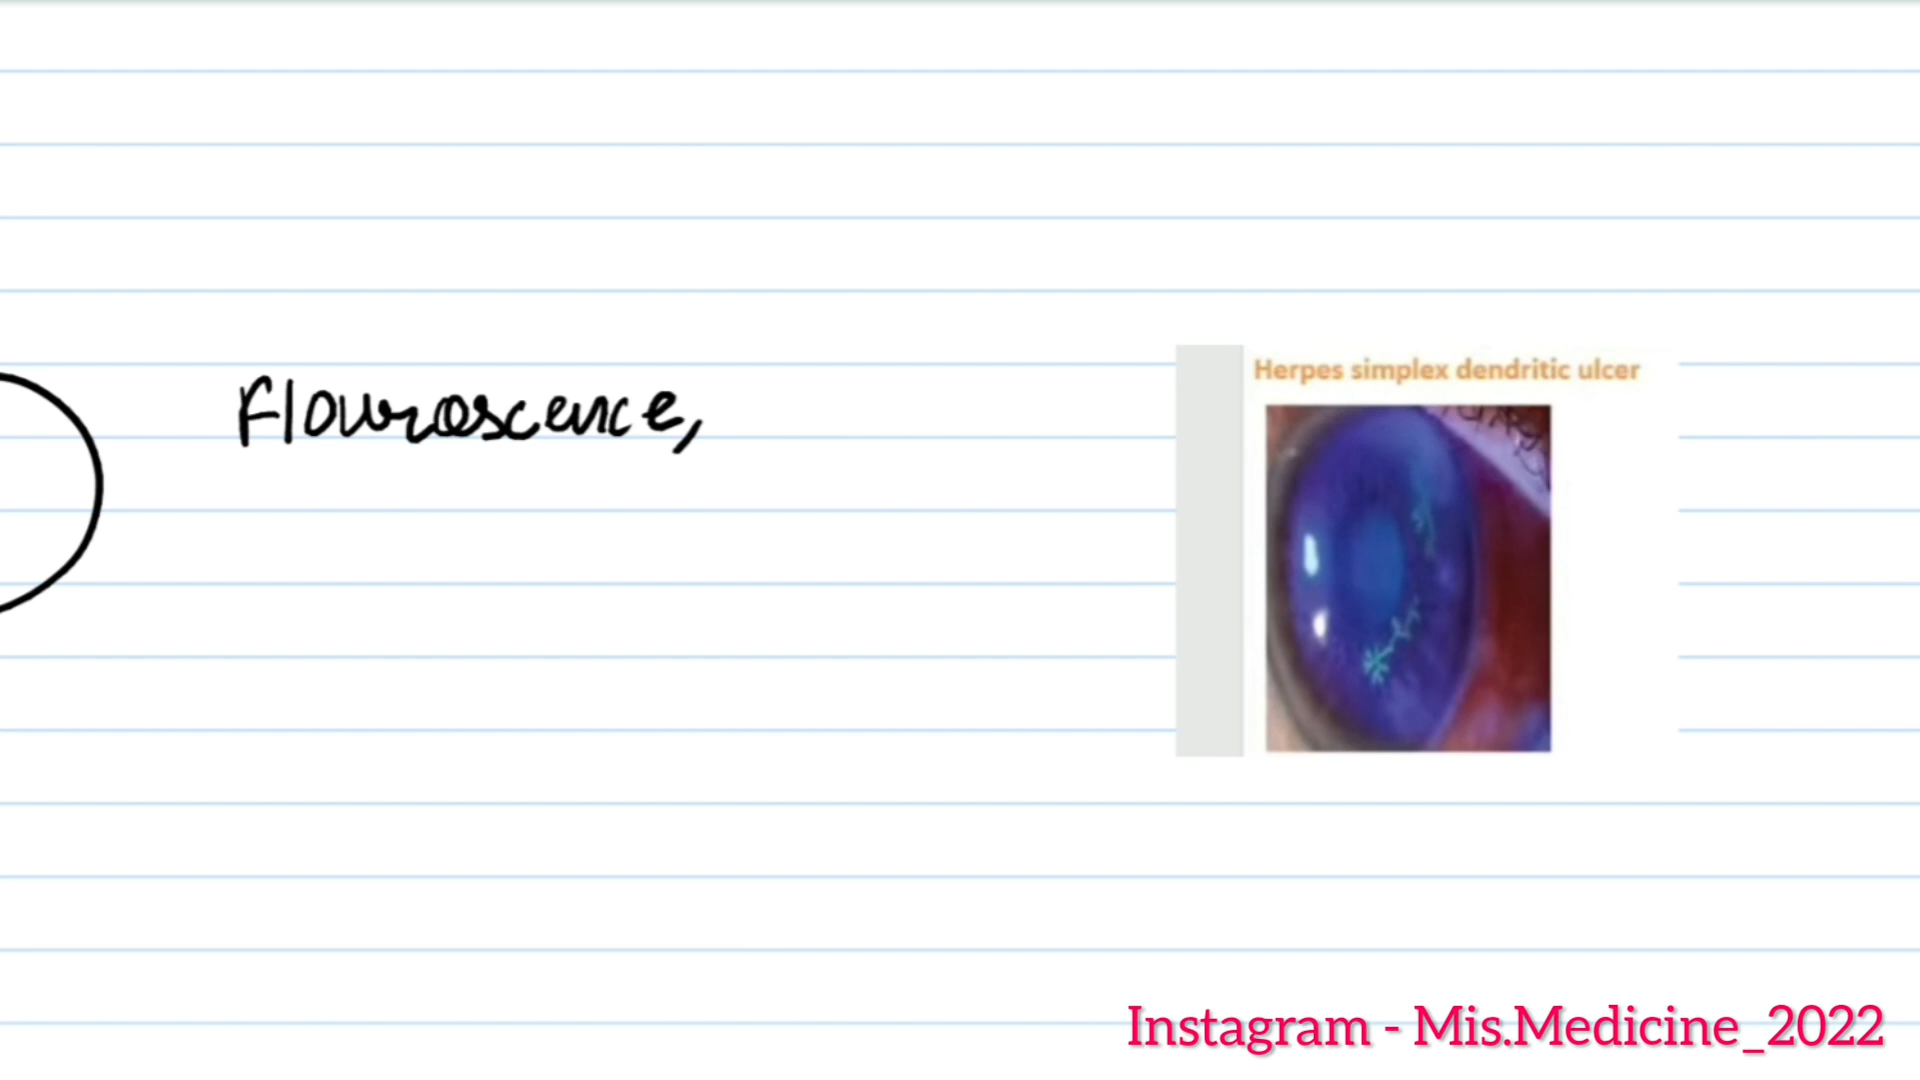 Flouroscence,
Herpes simplex dendritic ulcer
Instagram - Mis.Medicine_2022